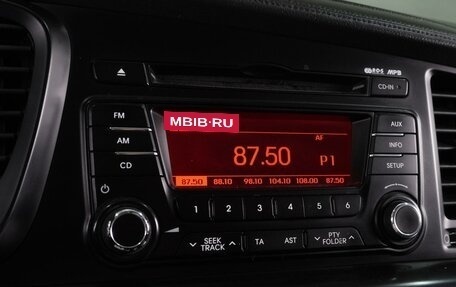 RDS MP3
CD-IN
FM
AM
CD
MBIB·RU
AF
87.50 P1
87.50 88.10 98.10 104.10 108.00 87.50
AUX
INFO
SETUP
1 2 3 4 5 6
SEEK
TRACK
TA
AST
PTY
FOLDER